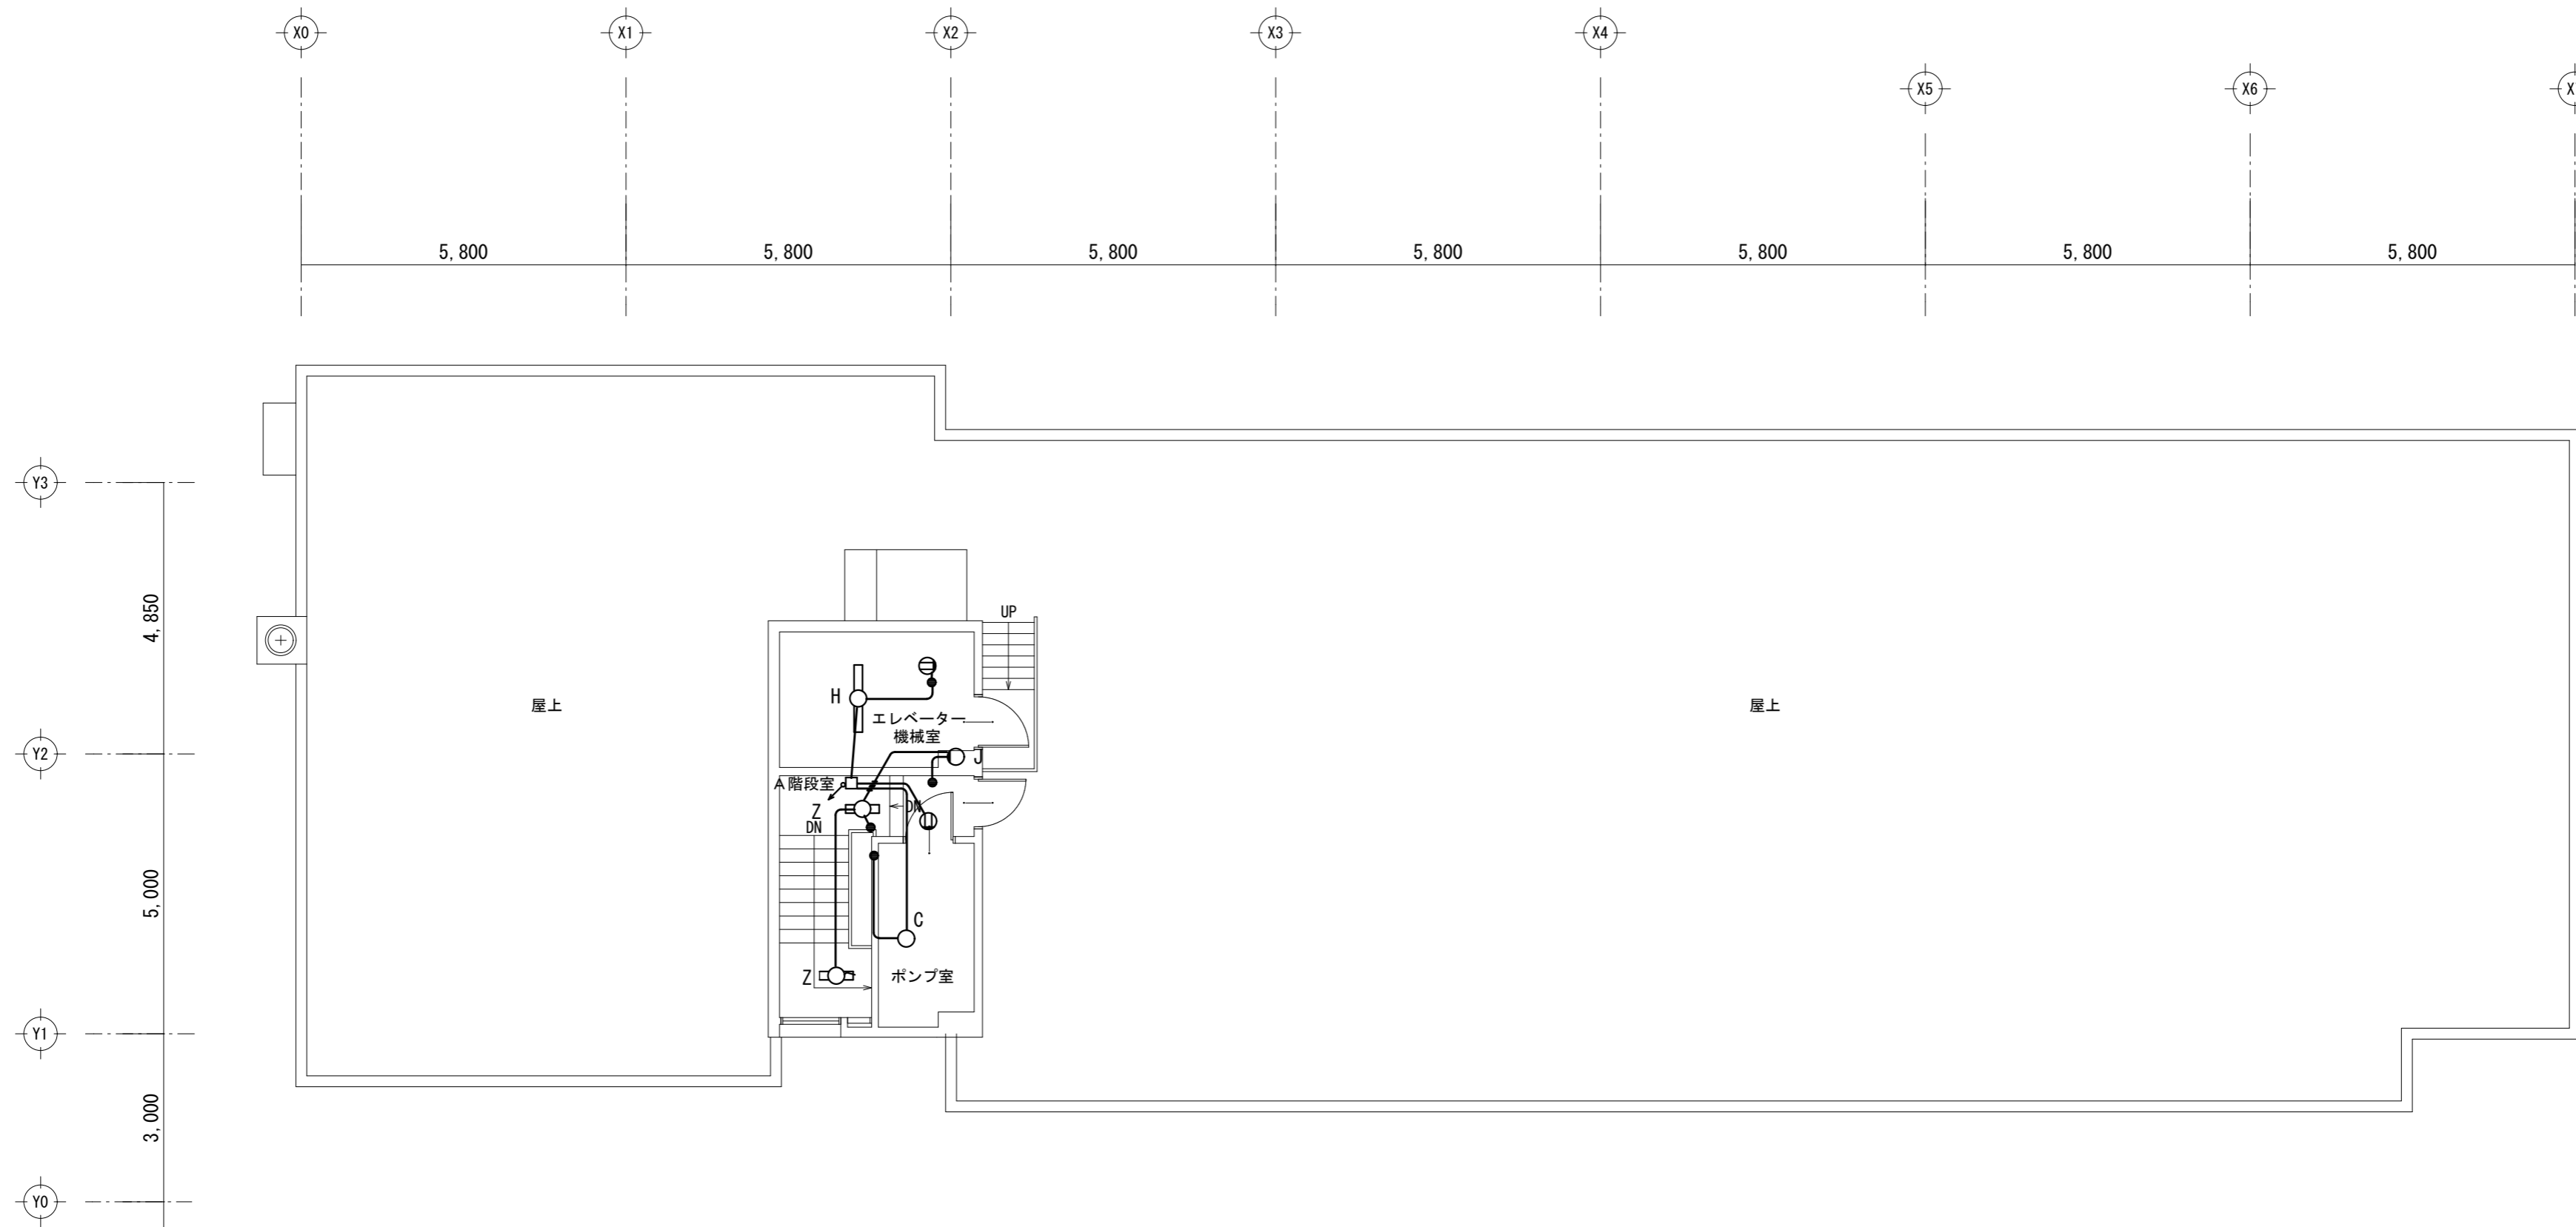 X0
X1
X2
X3
X4
X5
X6
X
5,800
5,800
5,800
5,800
5,800
5,800
5,800
Y3
4,850
UP
屋上
H
エレベーター
機械室
屋上
Y2
J
A階段室
Z
DN
DN
5,000
C
Z
ポンプ室
Y1
3,000
Y0